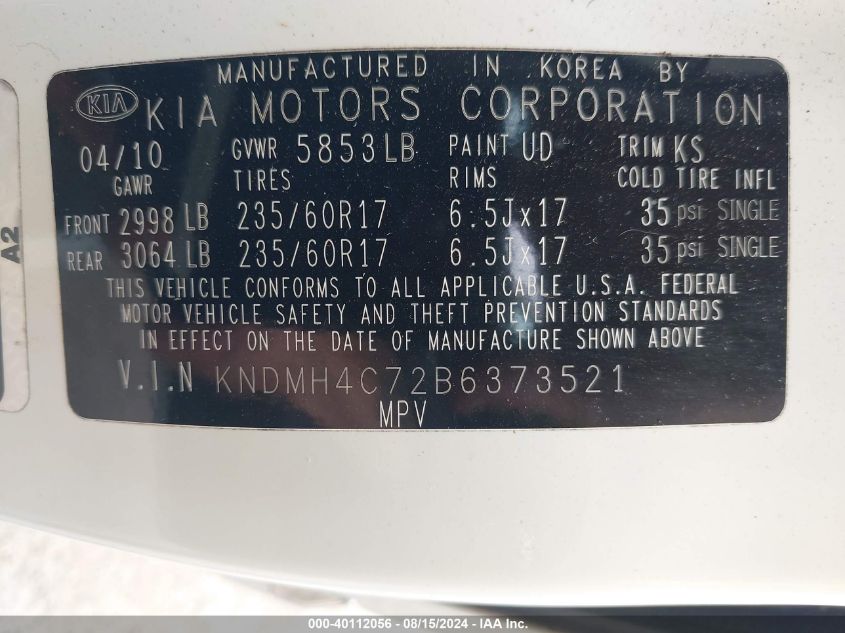 MANUFACTURED IN KOREA BY
KIA KIA MOTORS CORPORATION
04/10 GVWR 5853LB PAINT UD TRIM KS
GAWR TIRES RIMS COLD TIRE INFL
FRONT 2998 LB 235/60R17 6.5Jx17 35 psi SINGLE
REAR 3064 LB 235/60R17 6.5Jx17 35 psi SINGLE
THIS VEHICLE CONFORMS TO ALL APPLICABLE U.S.A. FEDERAL
MOTOR VEHICLE SAFETY AND THEFT PREVENTION STANDARDS
IN EFFECT ON THE DATE OF MANUFACTURE SHOWN ABOVE
V.I.N KNDMH4C72B6373521
MPV
A2
000-40112056 - 08/15/2024 - IAA Inc.